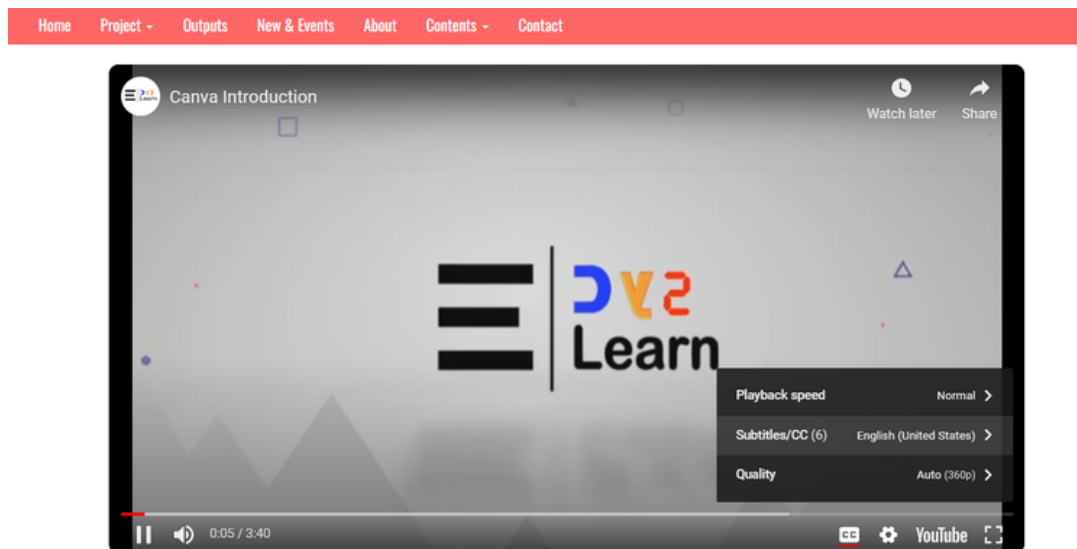 Home Project Outputs New & Events About Contents Contact
Canva Introduction
Watch later Share
Learn
Playback speed Normal
Subtitles/CC (6) English (United States)
Quality Auto (360p)
0:05 / 3:40
CC YouTube